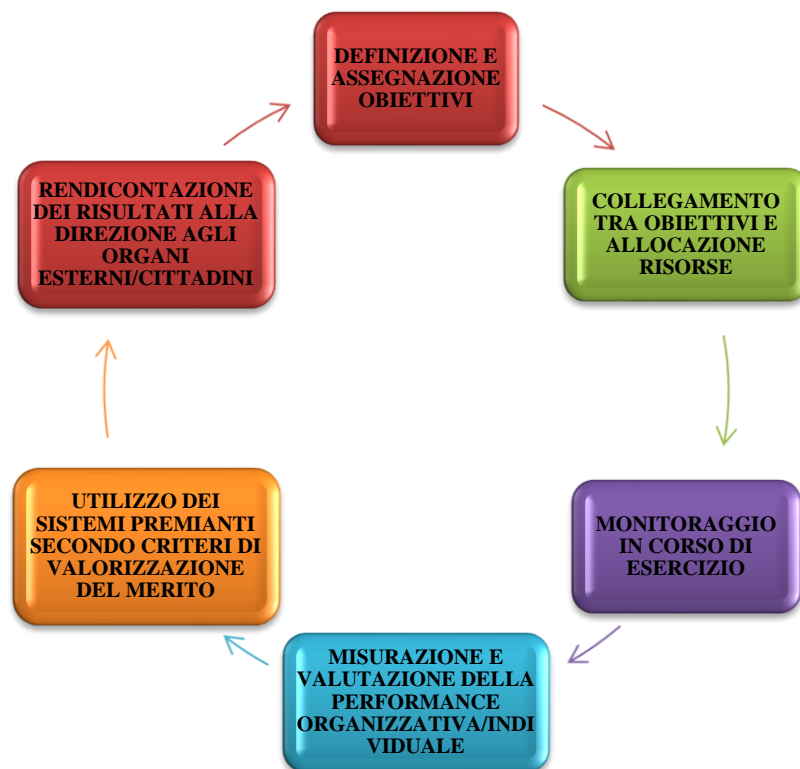 DEFINIZIONE E
ASSEGNAZIONE
OBIETTIVI
COLLEGAMENTO
TRA OBIETTIVI E
ALLOCAZIONE
RISORSE
MONITORAGGIO
IN CORSO DI
ESERCIZIO
MISURAZIONE E
VALUTAZIONE DELLA
PERFORMANCE
ORGANIZZATIVA/INDI
VIDUALE
UTILIZZO DEI
SISTEMI PREMIANTI
SECONDO CRITERI DI
VALORIZZAZIONE
DEL MERITO
RENDICONTAZIONE
DEI RISULTATI ALLA
DIREZIONE AGLI
ORGANI
ESTERNI/CITTADINI